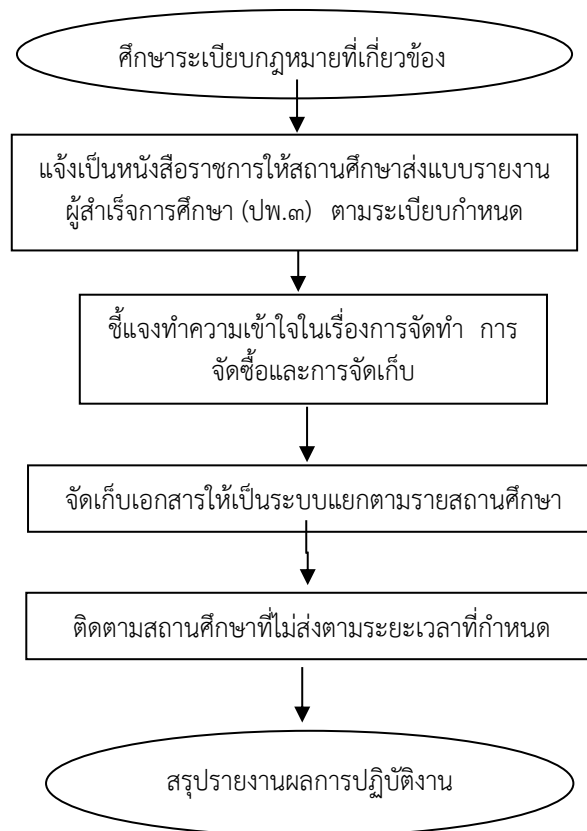 ศึกษาระเบียบกฎหมายที่เกี่ยวข้อง
แจ้งเป็นหนังสือราชการให้สถานศึกษาส่งแบบรายงาน
ผู้สำเร็จการศึกษา (ปพ.๓) ตามระเบียบกำหนด
ชี้แจงทำความเข้าใจในเรื่องการจัดทำ การ
จัดซื้อและการจัดเก็บ
จัดเก็บเอกสารให้เป็นระบบแยกตามรายสถานศึกษา
ติดตามสถานศึกษาที่ไม่ส่งตามระยะเวลาที่กำหนด
สรุปรายงานผลการปฏิบัติงาน